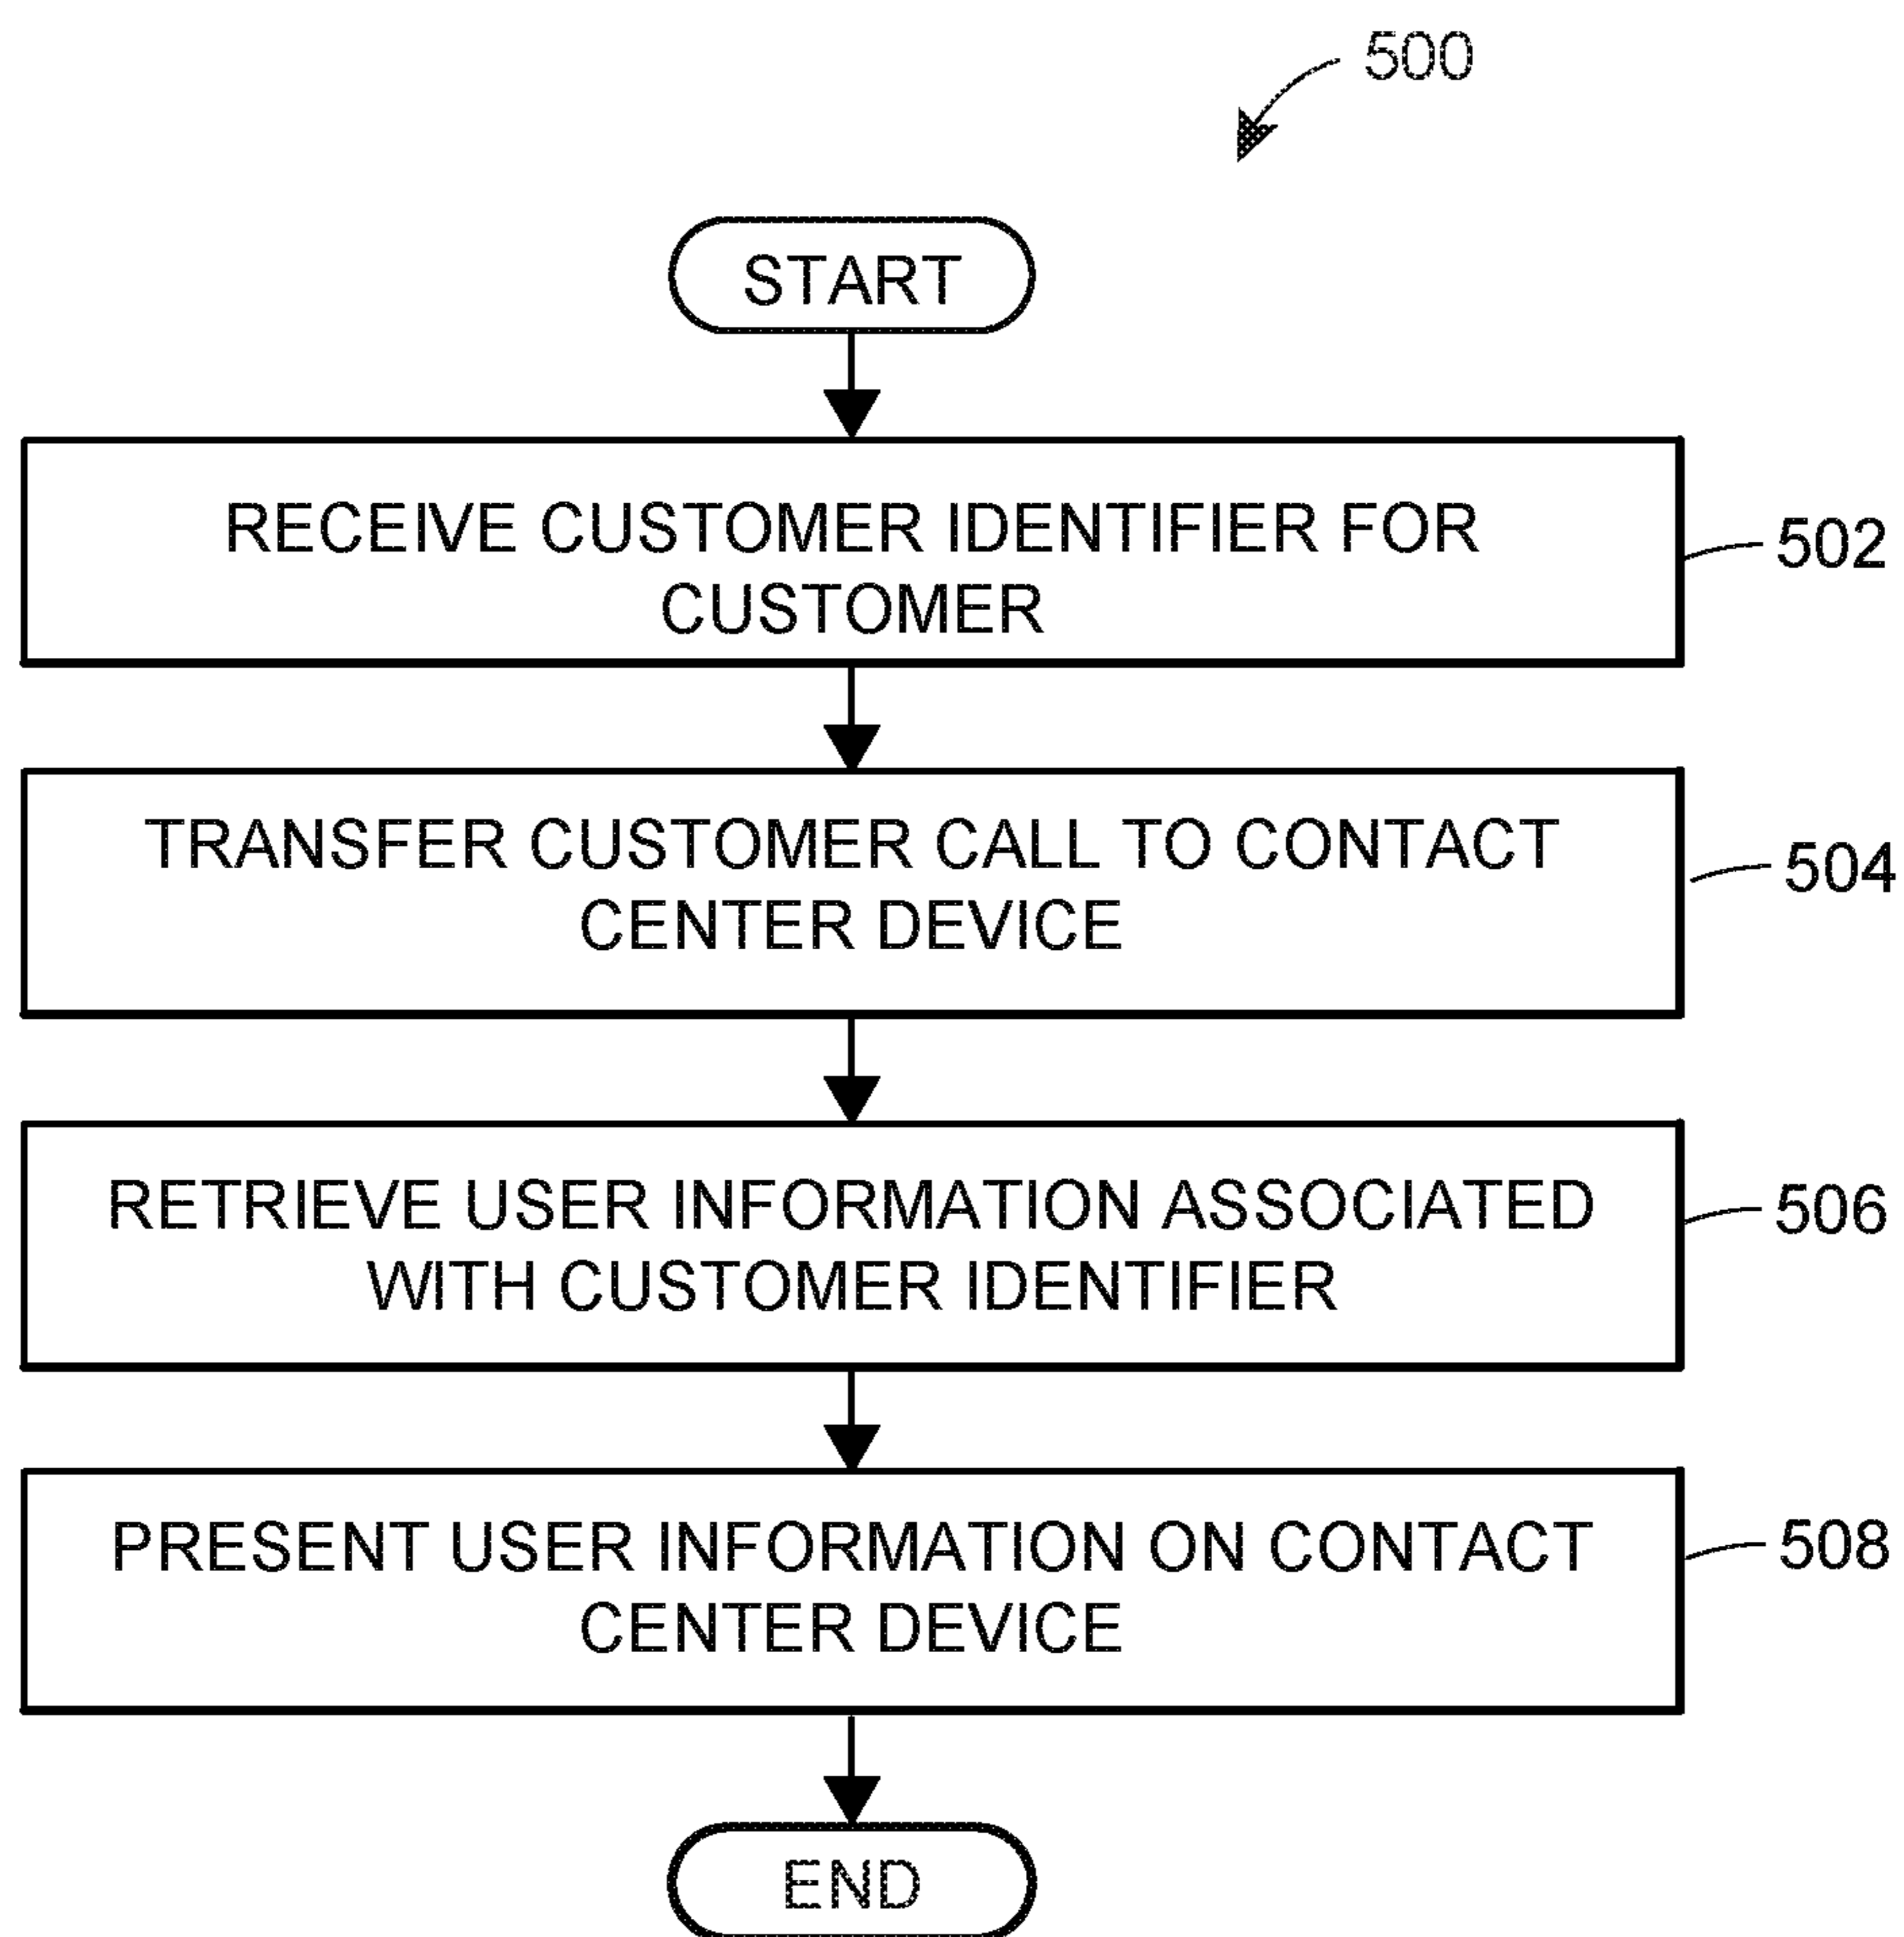 500
START
RECEIVE CUSTOMER IDENTIFIER FOR
CUSTOMER
502
TRANSFER CUSTOMER CALL TO CONTACT
CENTER DEVICE
504
RETRIEVE USER INFORMATION ASSOCIATED
WITH CUSTOMER IDENTIFIER
506
PRESENT USER INFORMATION ON CONTACT
CENTER DEVICE
508
END